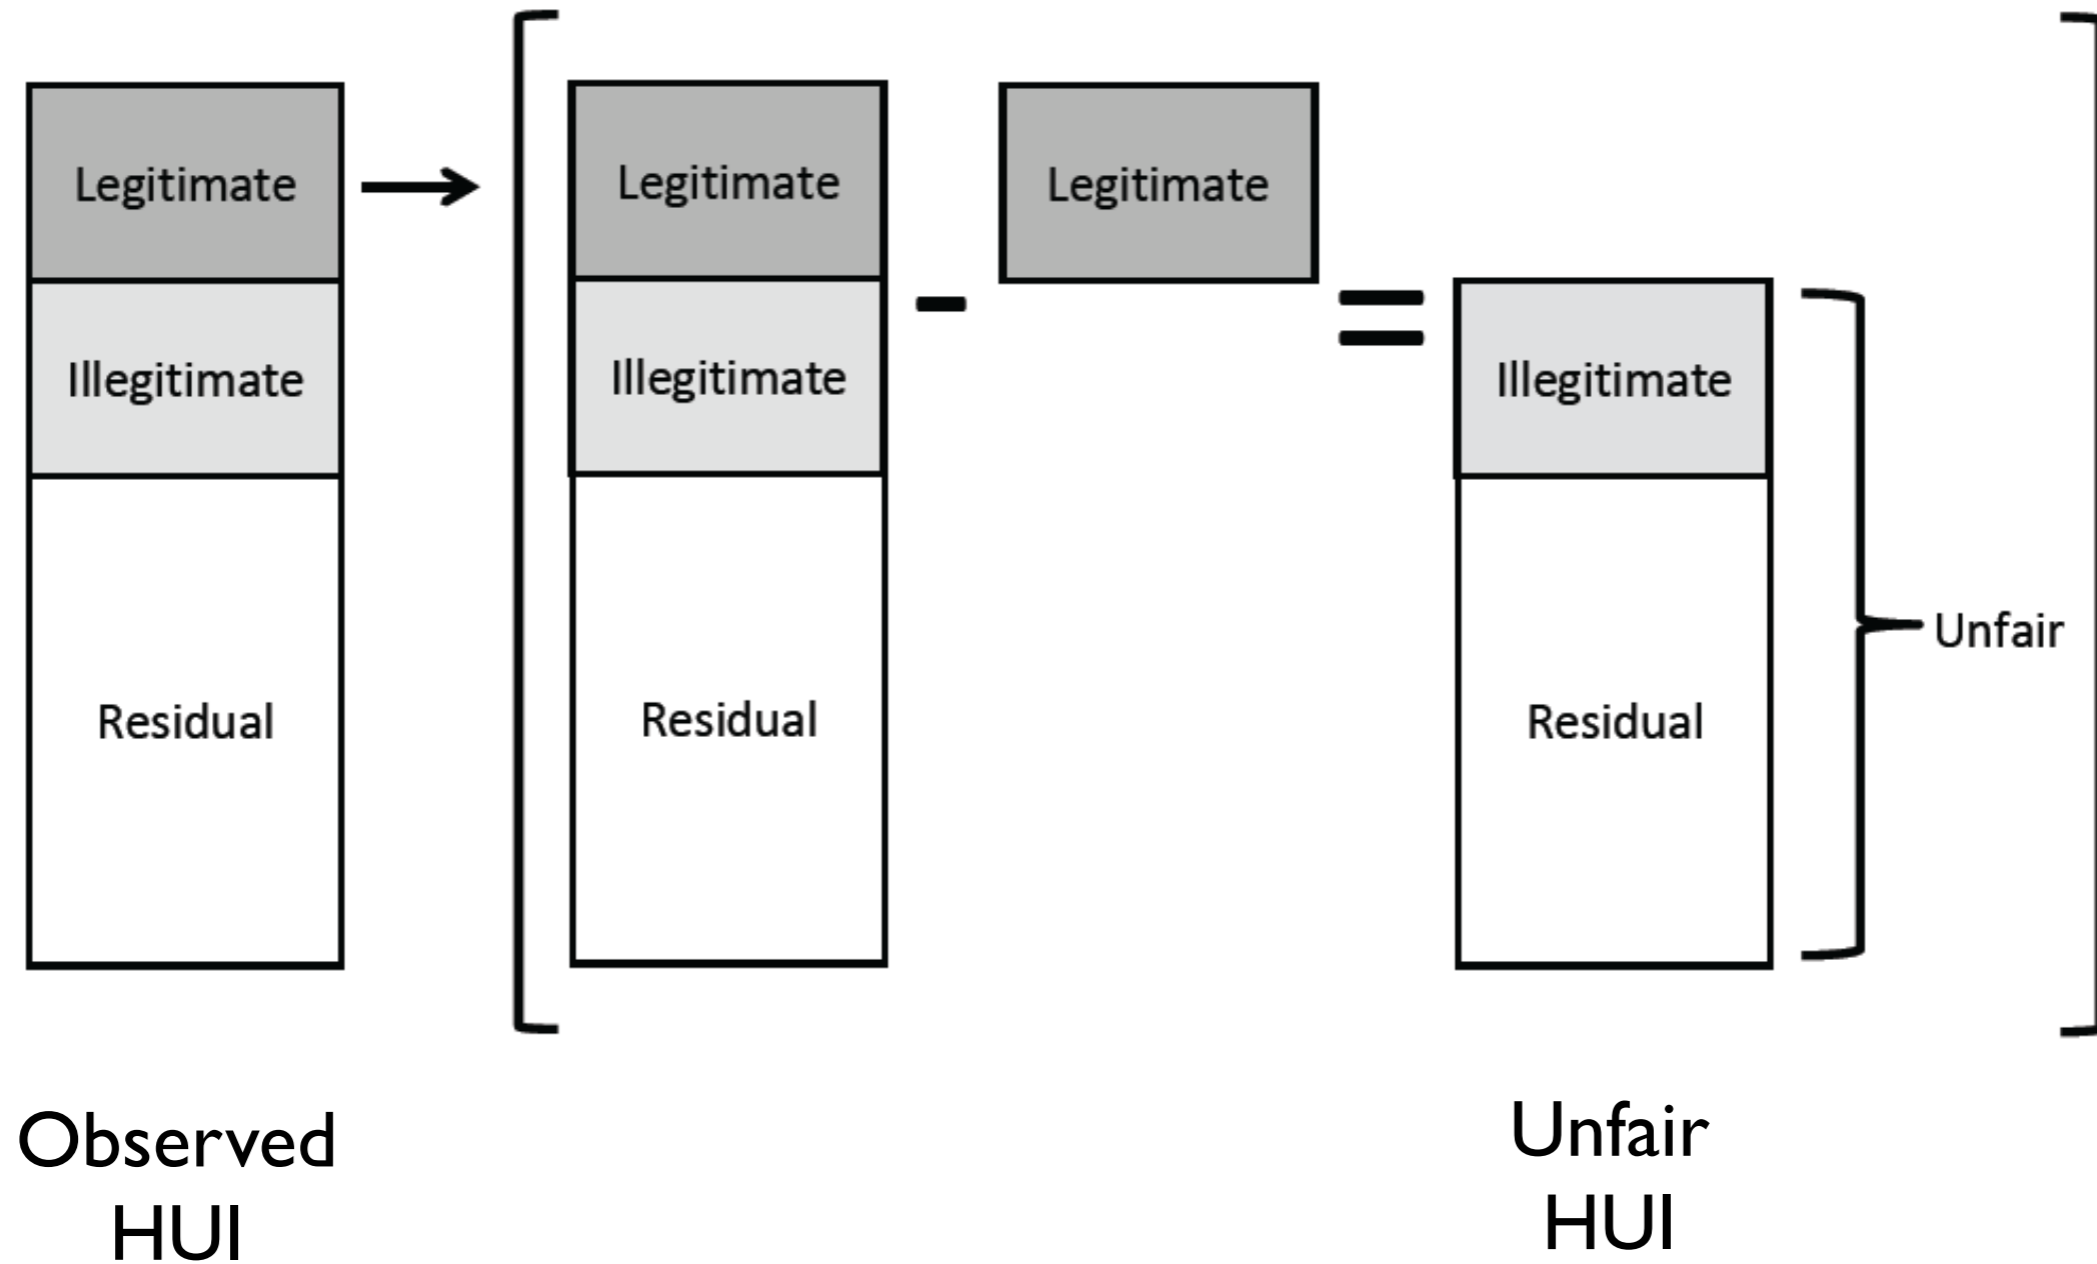 Legitimate
Illegitimate
Residual
Legitimate
Illegitimate
Residual
-
Legitimate
=
Illegitimate
Residual
Unfair
Observed
HUI
Unfair
HUI